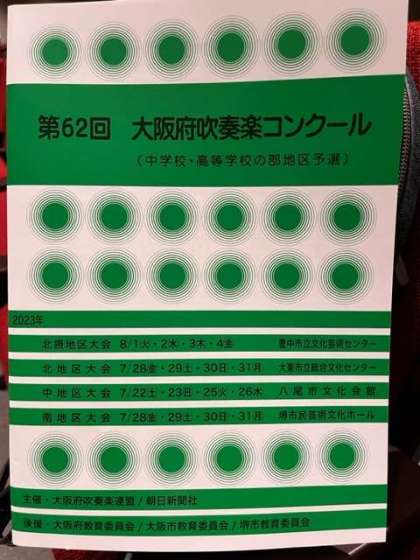 第62回 大阪府吹奏楽コンクール
(中学校・高等学校の部地区予選)
2023年
北摂地区大会 8/1火・2水・3木・4金 豊中市立文化芸術センター
北地区大会 7/28金・29土・30日・31月 大東市立総合文化センター
中地区大会 7/22土・23日・25火・26水 八尾市文化会館
南地区大会 7/28金・29土・30日・31月 堺市民芸術文化ホール
主催・大阪府吹奏楽連盟/朝日新聞社
後援・大阪府教育委員会/大阪市教育委員会/堺市教育委員会